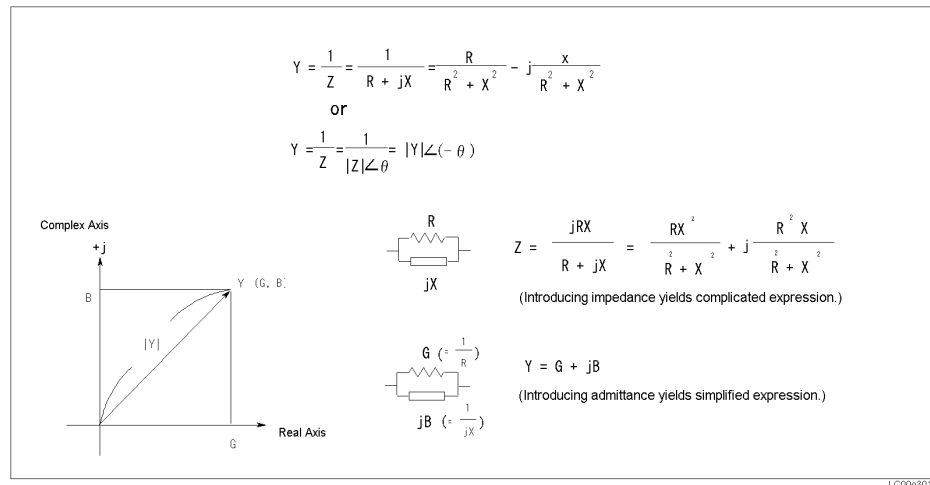 Y = 1/Z = 1/(R + jX) = R/(R² + X²) - j x/(R² + X²)
or
Y = 1/Z = 1/(|Z|∠θ) = |Y|∠(- θ)
Complex Axis
+j
B
Y (G, B)
|Y|
G
Real Axis
R
jX
Z = jRX/(R + jX) = RX²/(R² + X²) + j R²X/(R² + X²)
(Introducing impedance yields complicated expression.)
G (= 1/R)
jB (= 1/jX)
Y = G + jB
(Introducing admittance yields simplified expression.)